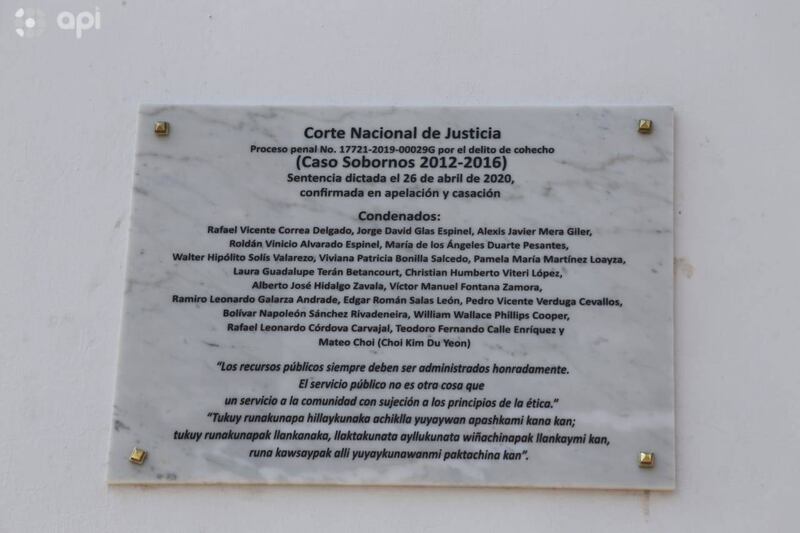 api
Corte Nacional de Justicia
Proceso penal No. 17721-2019-00029G por el delito de cohecho
(Caso Sobornos 2012-2016)
Sentencia dictada el 26 de abril de 2020,
confirmada en apelación y casación
Condenados:
Rafael Vicente Correa Delgado, Jorge David Glas Espinel, Alexis Javier Mera Giler,
Roldán Vinicio Alvarado Espinel, María de los Ángeles Duarte Pesantes,
Walter Hipólito Solís Valarezo, Viviana Patricia Bonilla Salcedo, Pamela María Martínez Loayza,
Laura Guadalupe Terán Betancourt, Christian Humberto Viteri López,
Alberto José Hidalgo Zavala, Víctor Manuel Fontana Zamora,
Ramiro Leonardo Galarza Andrade, Edgar Román Salas León, Pedro Vicente Verduga Cevallos,
Bolívar Napoleón Sánchez Rivadeneira, William Wallace Phillips Cooper,
Rafael Leonardo Córdova Carvajal, Teodoro Fernando Calle Enríquez y
Mateo Choi (Choi Kim Du Yeon)
"Los recursos públicos siempre deben ser administrados honradamente.
El servicio público no es otra cosa que
un servicio a la comunidad con sujeción a los principios de la ética."
"Tukuy runakunapa hillaykunaka achiklla yuyaywan apashkami kana kan;
tukuy runakunapak llankanaka, llaktakunata ayllukunata wiñachinapak llankaymi kan,
runa kawsaypak alli yuyaykunawanmi paktachina kan".